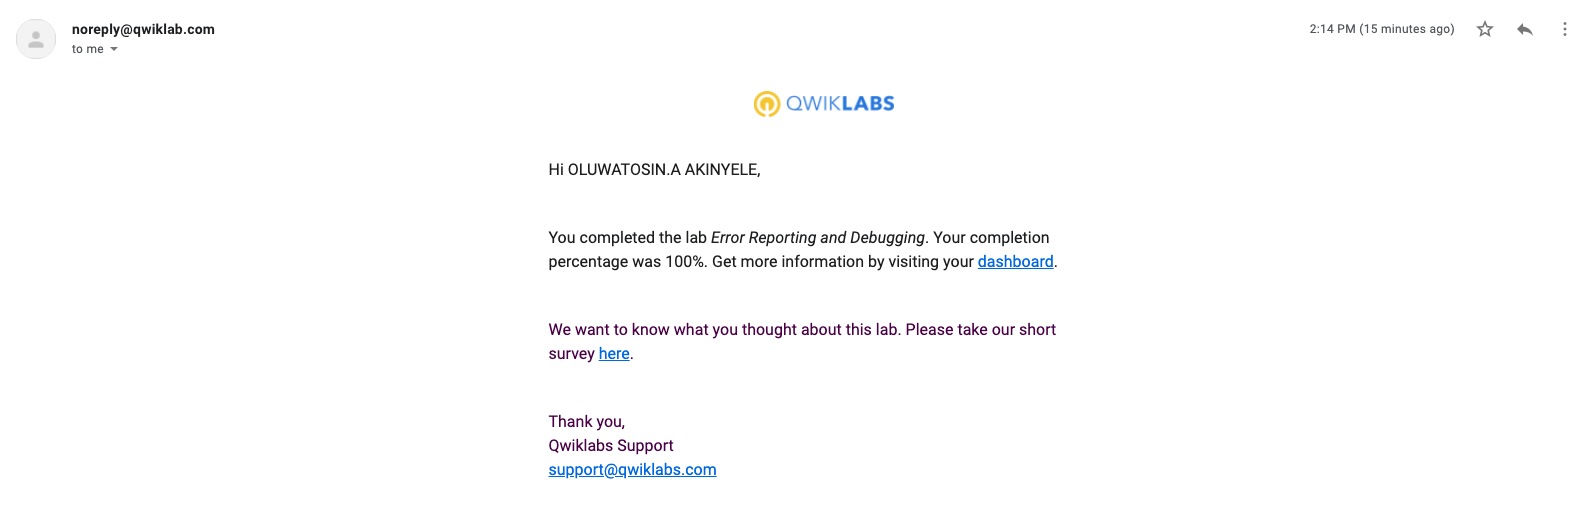 noreply@qwiklab.com
2:14 PM (15 minutes ago)
to me
QWIKLABS
Hi OLUWATOSIN.A AKINYELE,
You completed the lab Error Reporting and Debugging. Your completion
percentage was 100%. Get more information by visiting your dashboard.
We want to know what you thought about this lab. Please take our short
survey here.
Thank you,
Qwiklabs Support
support@qwiklabs.com